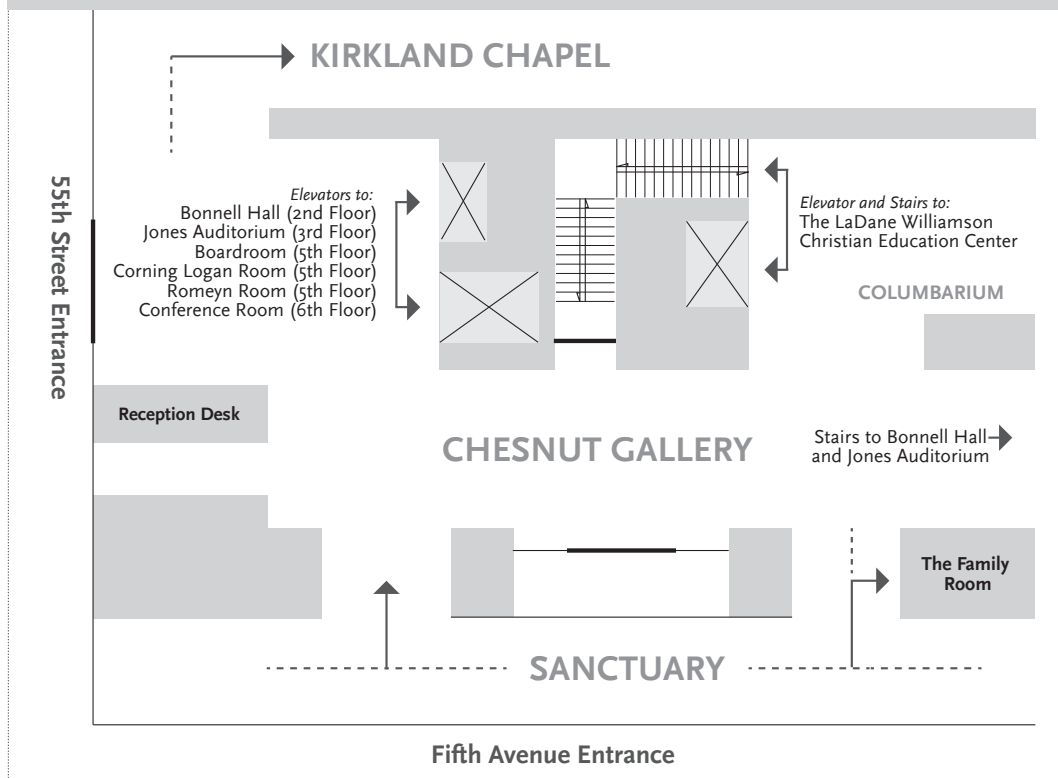 KIRKLAND CHAPEL
55th Street Entrance
Elevators to:
Bonnell Hall (2nd Floor)
Jones Auditorium (3rd Floor)
Boardroom (5th Floor)
Corning Logan Room (5th Floor)
Romeyn Room (5th Floor)
Conference Room (6th Floor)
Elevator and Stairs to:
The LaDane Williamson
Christian Education Center
COLUMBARIUM
Reception Desk
CHESNUT GALLERY
Stairs to Bonnell Hall
and Jones Auditorium
The Family
Room
SANCTUARY
Fifth Avenue Entrance